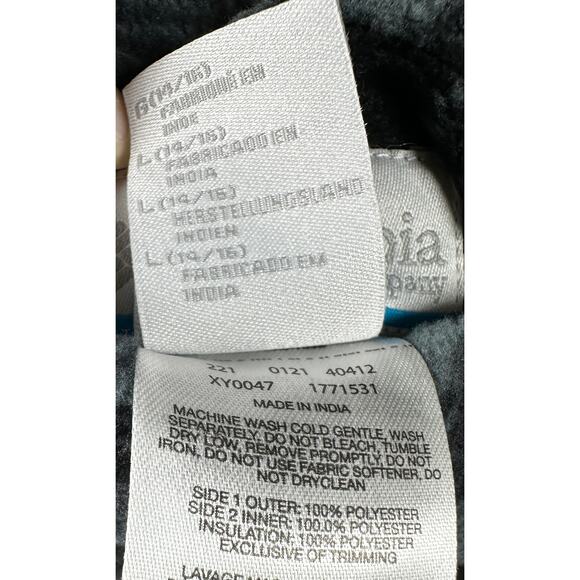 G(14/16)
FABRIQUÉ EN
INDE
L(14/16)
FABRICADO EN
INDIA
L(14/16)
HERSTELLUNGSLAND
INDIEN
L(14/16)
FABRICADO EM
INDIA
221 0121 40412
XY0047 1771531
MADE IN INDIA
MACHINE WASH COLD GENTLE, WASH
SEPARATELY, DO NOT BLEACH, TUMBLE
DRY LOW, REMOVE PROMPTLY, DO NOT
IRON, DO NOT USE FABRIC SOFTENER, DO
NOT DRYCLEAN
SIDE 1 OUTER: 100% POLYESTER
SIDE 2 INNER: 100.0% POLYESTER
INSULATION: 100% POLYESTER
EXCLUSIVE OF TRIMMING